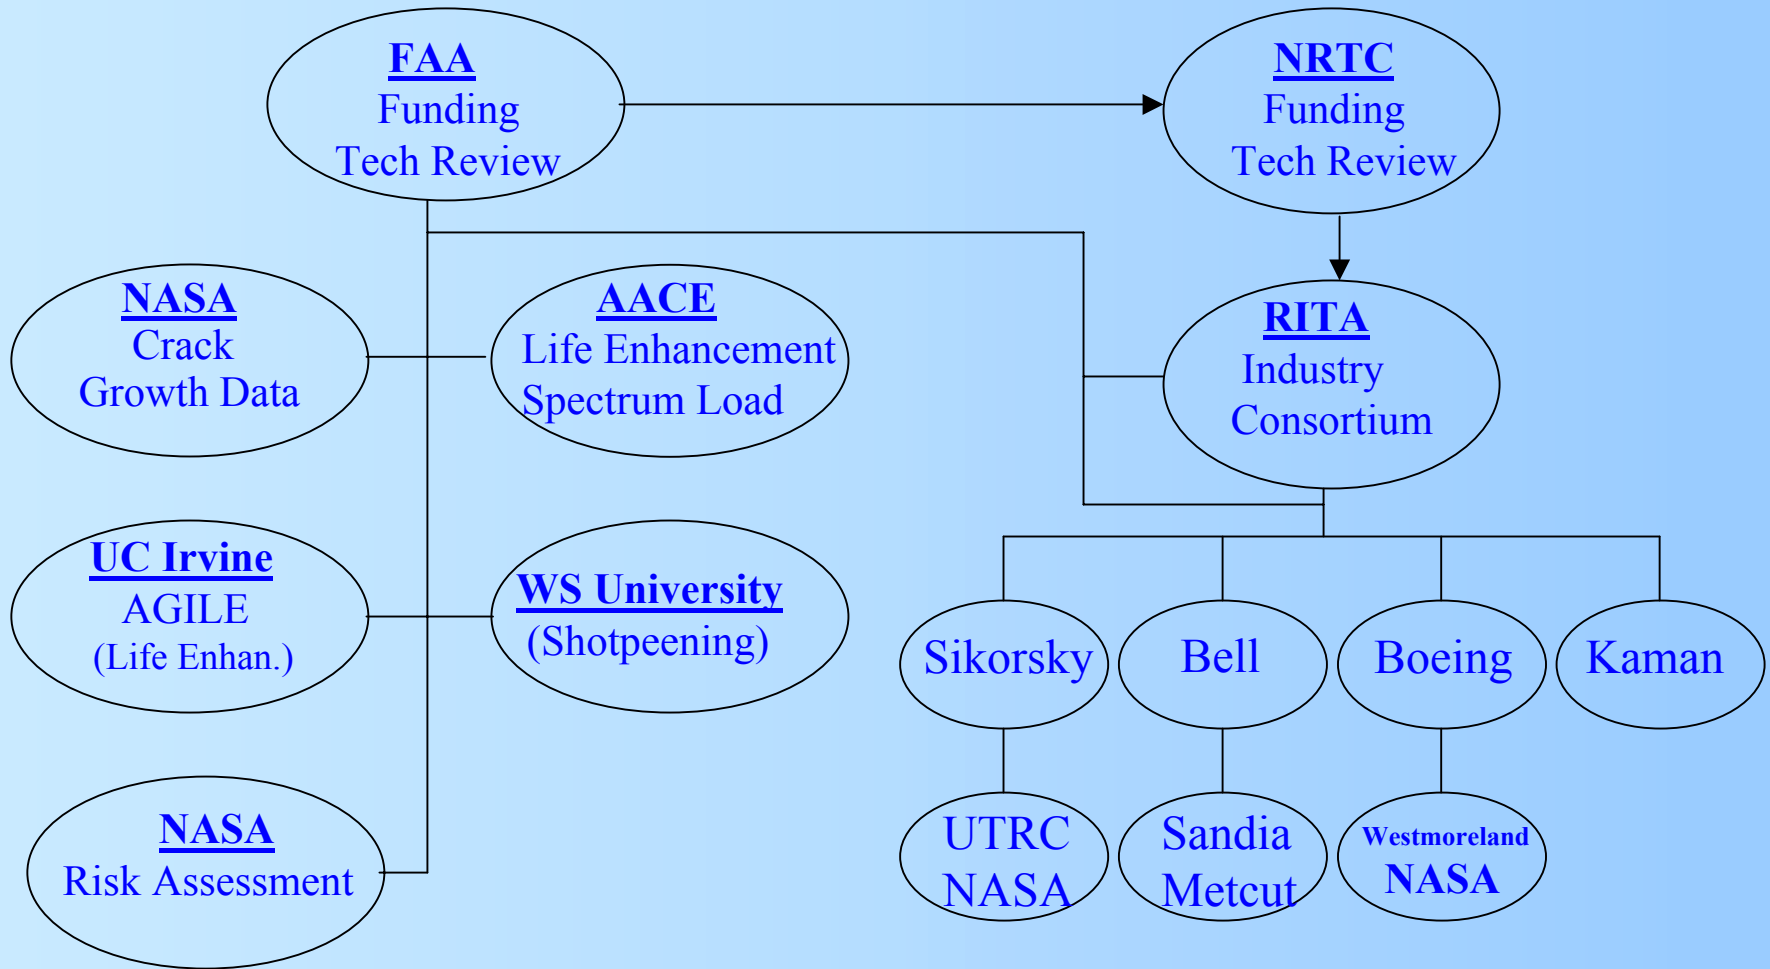 FAA
Funding
Tech Review
NRTC
Funding
Tech Review
NASA
Crack
Growth Data
AACE
Life Enhancement
Spectrum Load
RITA
Industry
Consortium
UC Irvine
AGILE
(Life Enhan.)
WS University
(Shotpeening)
Sikorsky
Bell
Boeing
Kaman
NASA
Risk Assessment
UTRC
NASA
Sandia
Metcut
Westmoreland
NASA